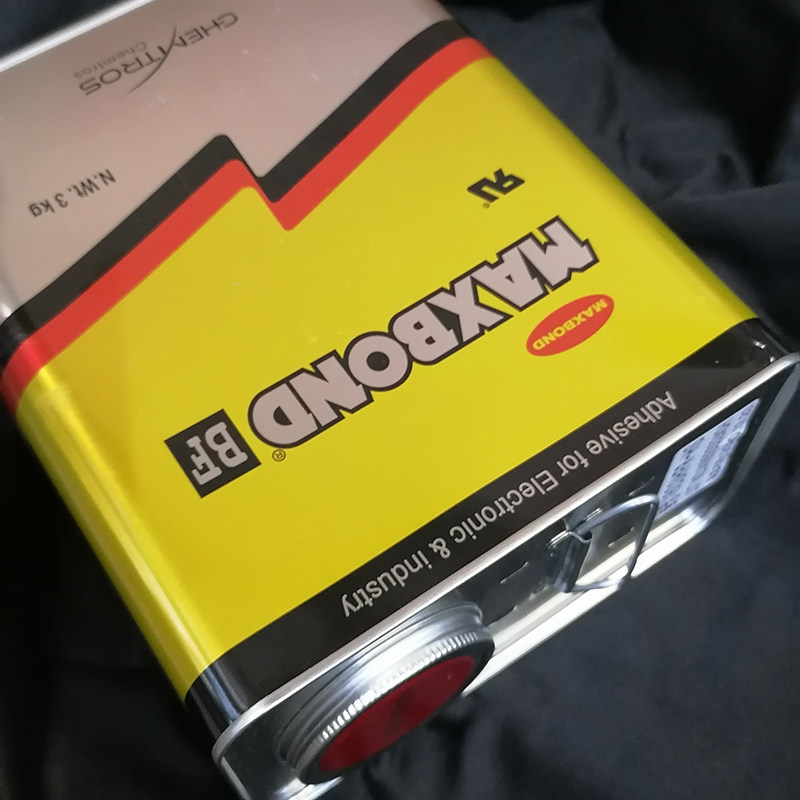 Adhesive for Electronic & industry
MAXBOND
MAXBOND® BF
N.Wt. 3 kg
CHEMTROS
Chemtros